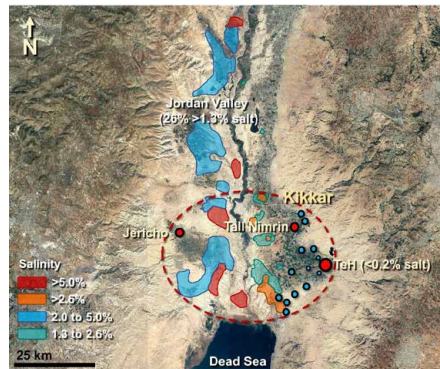 N
Jordan Valley
(26% >1.3% salt)
Kikkar
Tall Nimrin
Jericho
TeH (<0.2% salt)
Salinity
>5.0%
>2.6%
2.0 to 5.0%
1.3 to 2.6%
25 km
Dead Sea